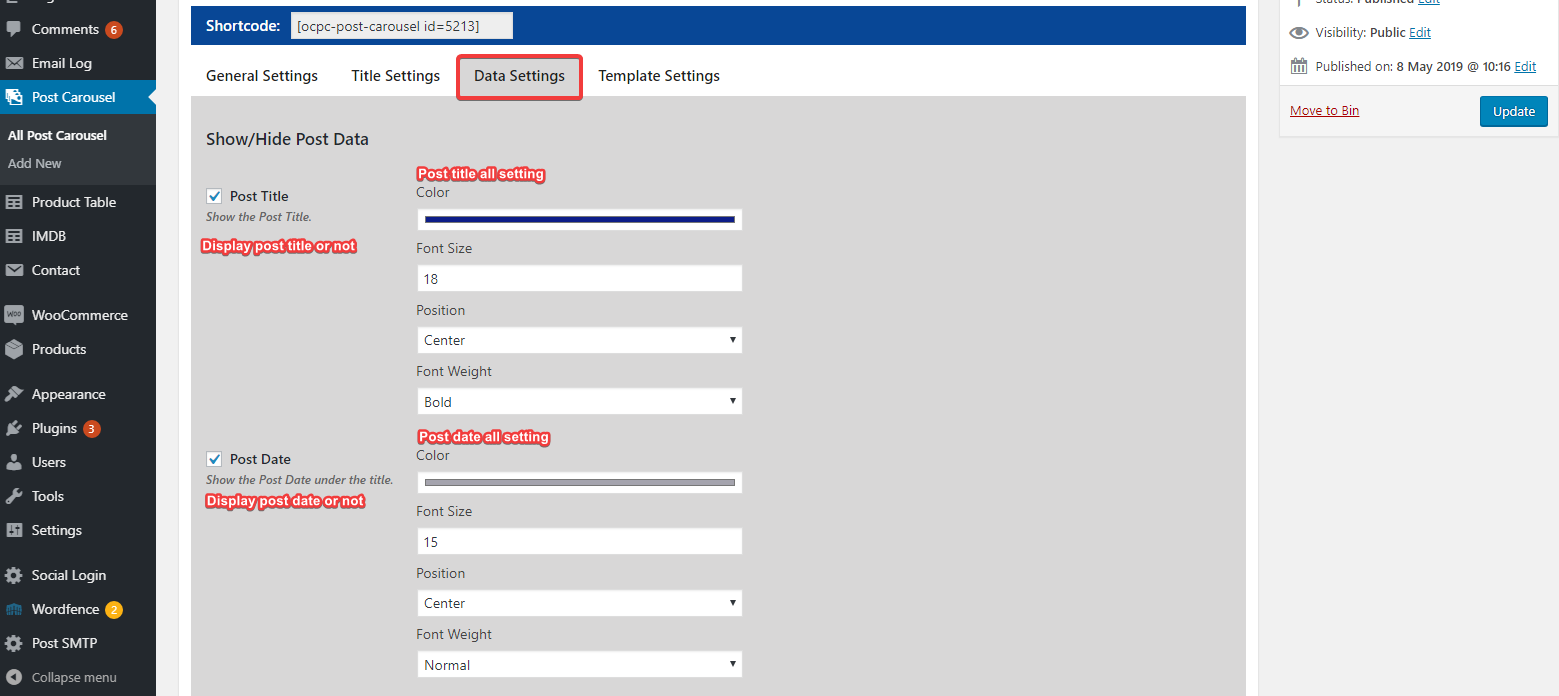 Comments 6
Email Log
Post Carousel
All Post Carousel
Add New
Product Table
IMDB
Contact
WooCommerce
Products
Appearance
Plugins 3
Users
Tools
Settings
Social Login
Wordfence 2
Post SMTP
Collapse menu
Shortcode: [ocpc-post-carousel id=5213]
General Settings Title Settings Data Settings Template Settings
Show/Hide Post Data
Post Title
Show the Post Title.
Display post title or not
Post title all setting
Color
Font Size
18
Position
Center
Font Weight
Bold
Post Date
Show the Post Date under the title.
Display post date or not
Post date all setting
Color
Font Size
15
Position
Center
Font Weight
Normal
Status: Published Edit
Visibility: Public Edit
Published on: 8 May 2019 @ 10:16 Edit
Move to Bin Update